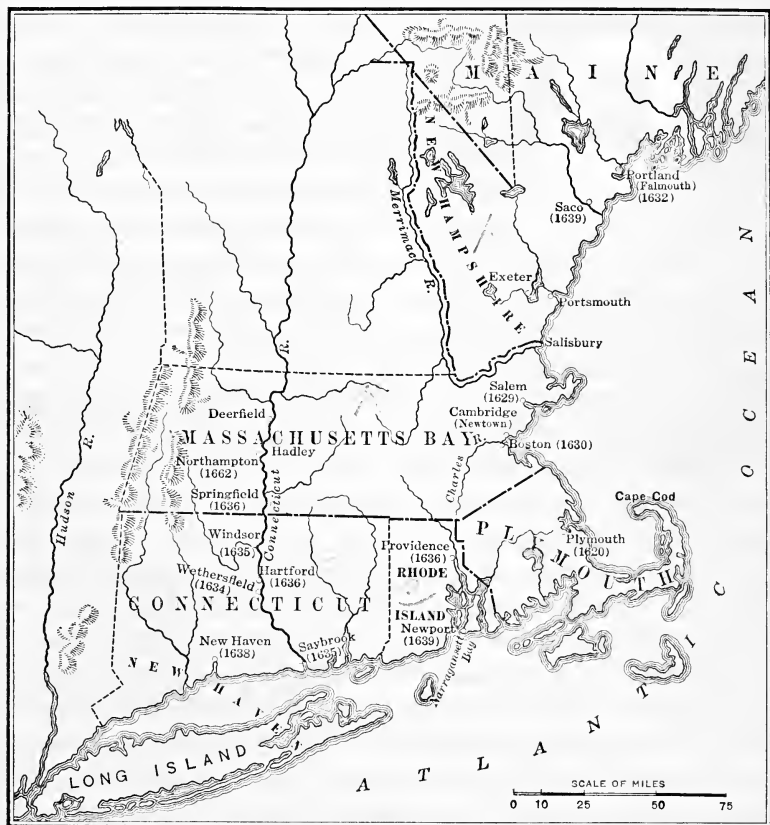 MAINE
NEW HAMPSHIRE
Merrimac R.
Portland
(Falmouth)
(1632)
Saco
(1639)
Exeter
Portsmouth
Salisbury
Salem
(1629)
Cambridge
(Newtown)
Boston (1630)
Charles R.
Deerfield
MASSACHUSETTS BAY
Hadley
Northampton
(1662)
Springfield
(1636)
Connecticut R.
Hudson R.
Cape Cod
PLYMOUTH
Plymouth
(1620)
Windsor
(1635)
Hartford
(1636)
Wethersfield
(1634)
CONNECTICUT
Providence
(1636)
RHODE
ISLAND
Newport
(1639)
Narragansett
Bay
New Haven
(1638)
Saybrook
(1635)
NEW HAVEN
LONG ISLAND
ATLANTIC OCEAN
SCALE OF MILES
0 10 25 50 75